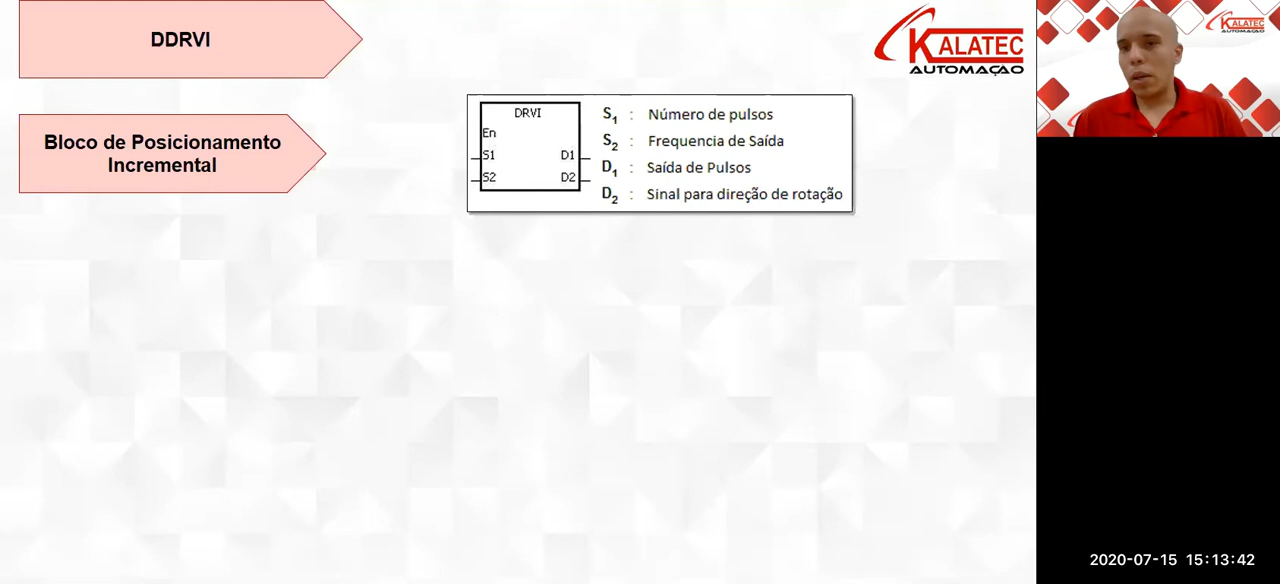 DDRVI
KALATEC
AUTOMAÇÃO
KALATEC
AUTOMAÇÃO
Bloco de Posicionamento
Incremental
DRVI
En
S1 D1
S2 D2
S1 : Número de pulsos
S2 : Frequencia de Saída
D1 : Saída de Pulsos
D2 : Sinal para direção de rotação
2020-07-15 15:13:42